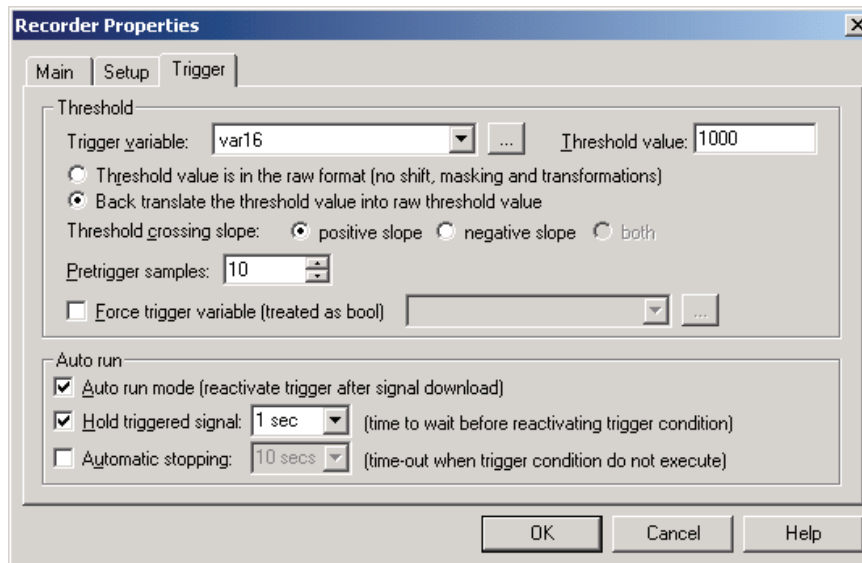 Recorder Properties
Main Setup Trigger
Threshold
Trigger variable: var16 ... Threshold value: 1000
Threshold value is in the raw format (no shift, masking and transformations)
Back translate the threshold value into raw threshold value
Threshold crossing slope: positive slope negative slope both
Pretrigger samples: 10
Force trigger variable (treated as bool) ...
Auto run
Auto run mode (reactivate trigger after signal download)
Hold triggered signal: 1 sec (time to wait before reactivating trigger condition)
Automatic stopping: 10 secs (time-out when trigger condition do not execute)
OK Cancel Help